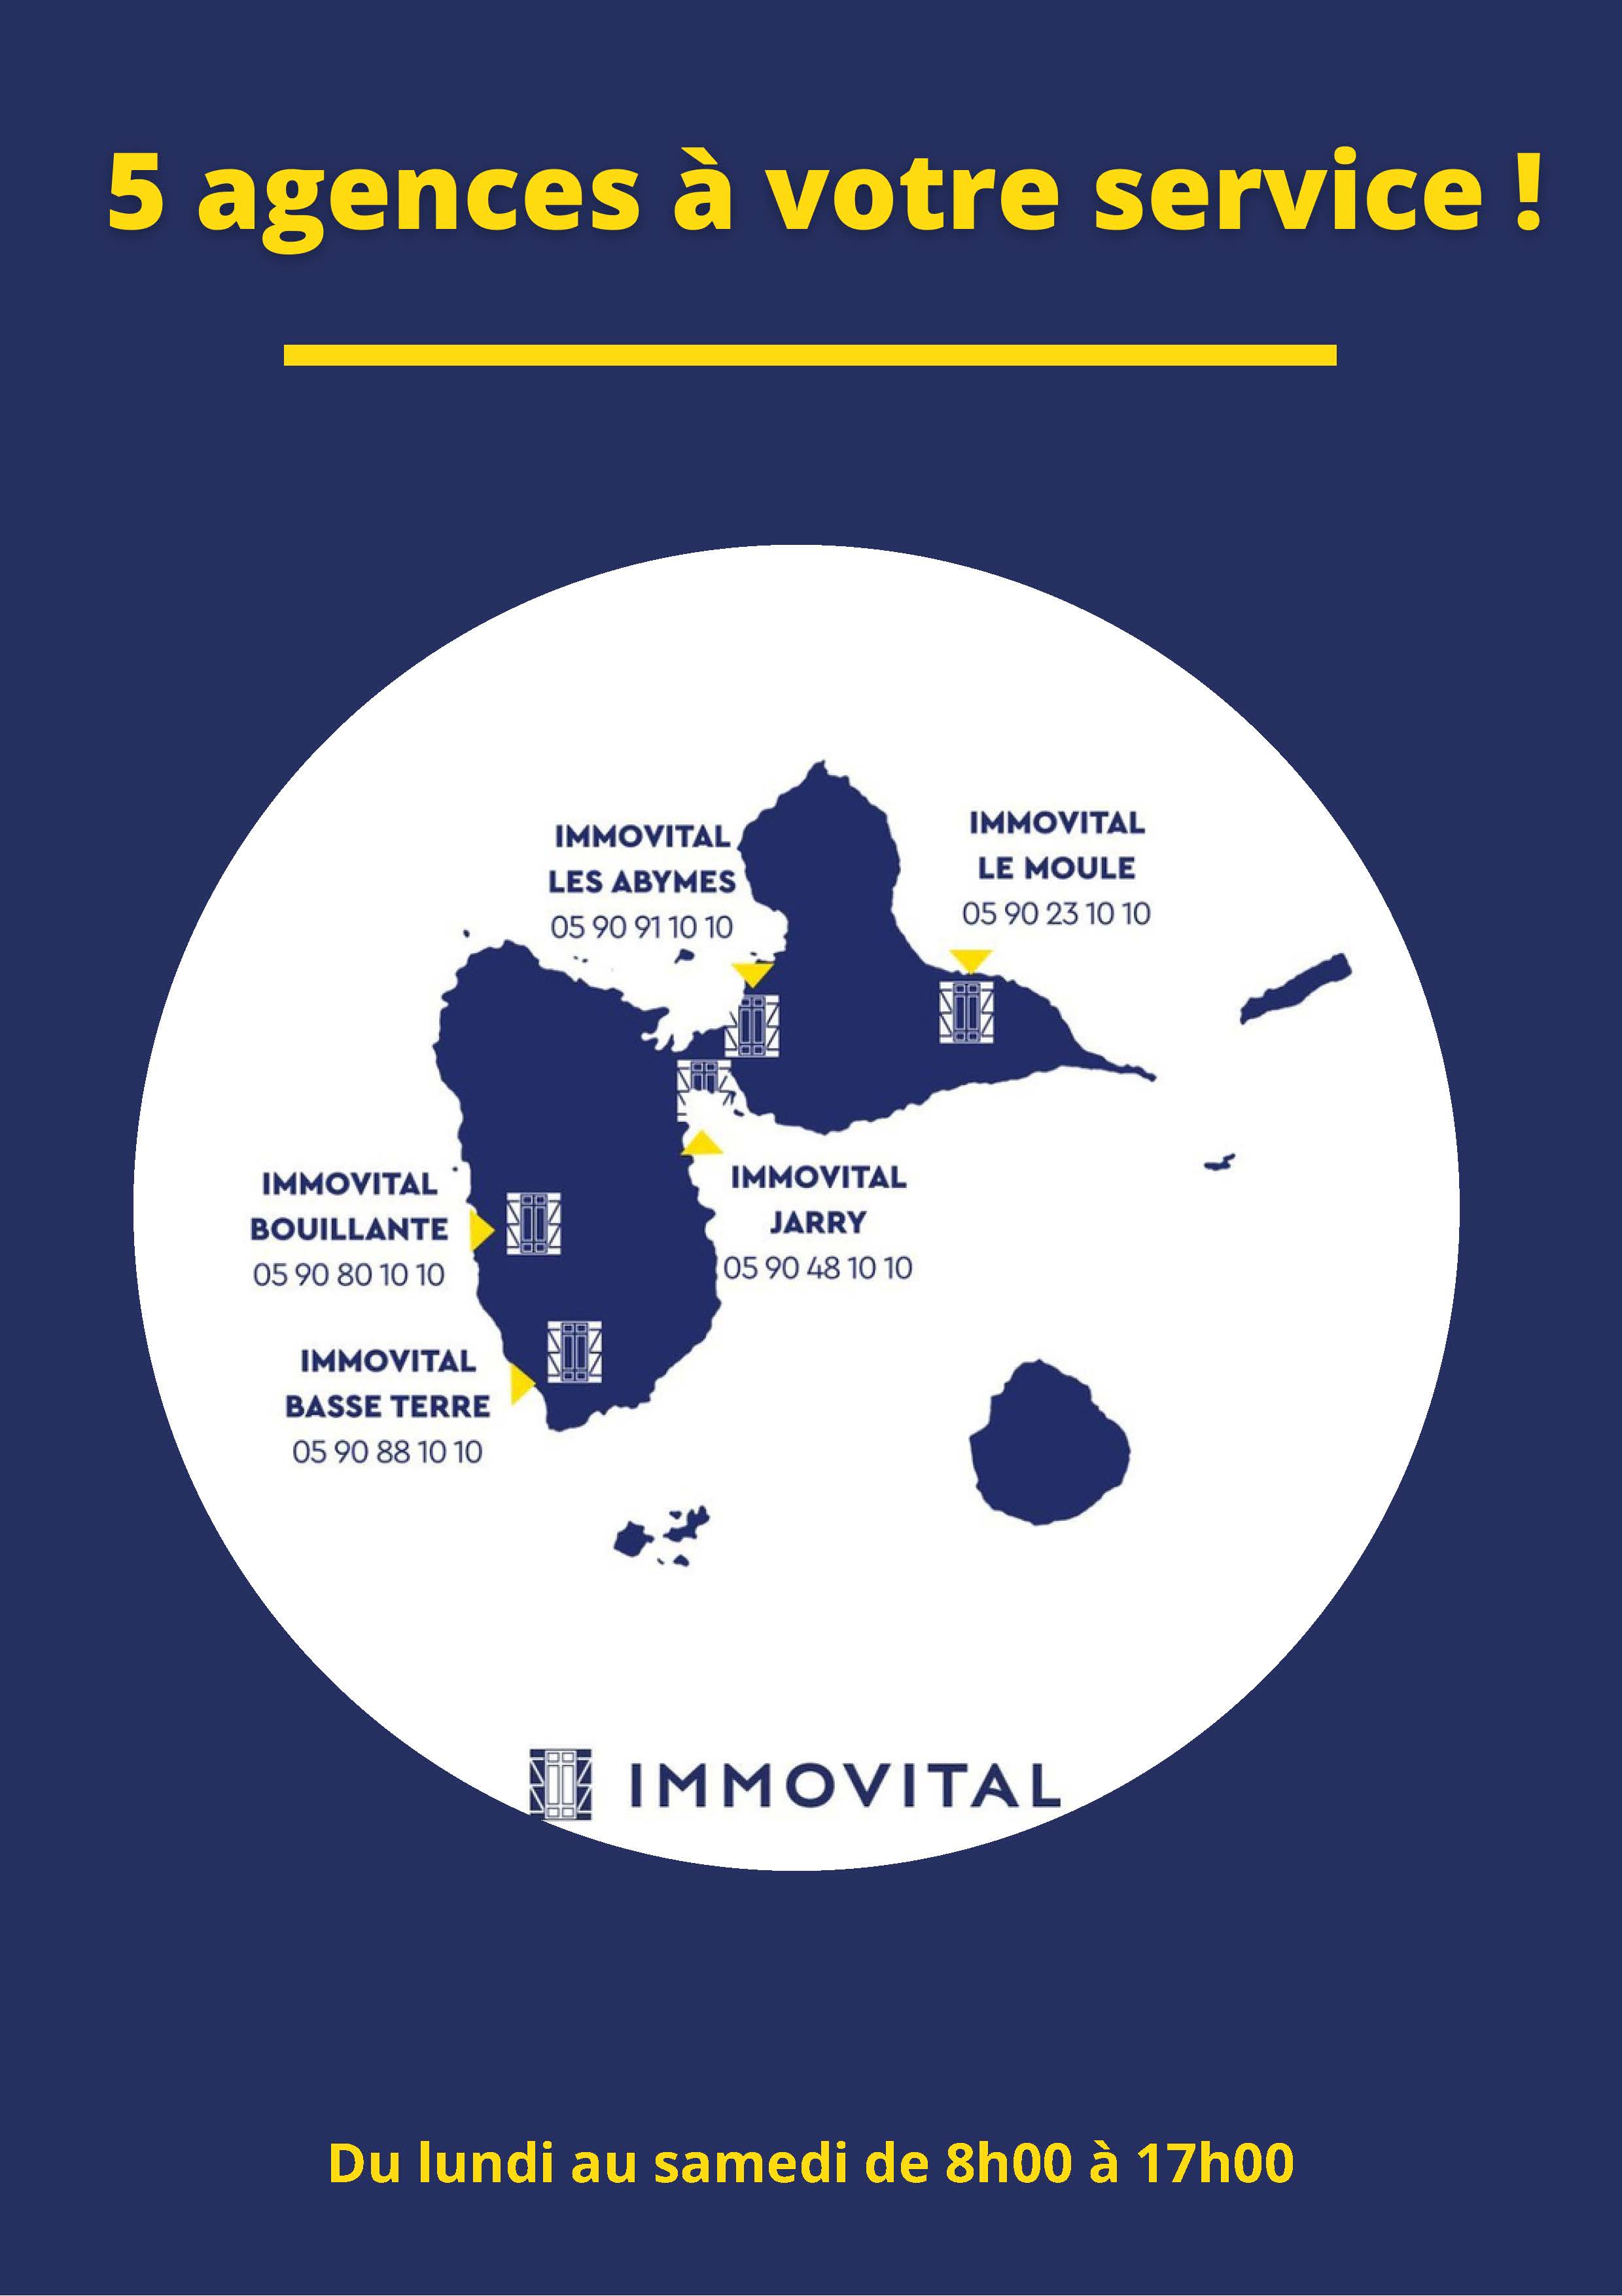 5 agences à votre service !
IMMOVITAL
LES ABYMES
05 90 91 10 10
IMMOVITAL
LE MOULE
05 90 23 10 10
IMMOVITAL
JARRY
05 90 48 10 10
IMMOVITAL
BOUILLANTE
05 90 80 10 10
IMMOVITAL
BASSE TERRE
05 90 88 10 10
IMMOVITAL
Du lundi au samedi de 8h00 à 17h00